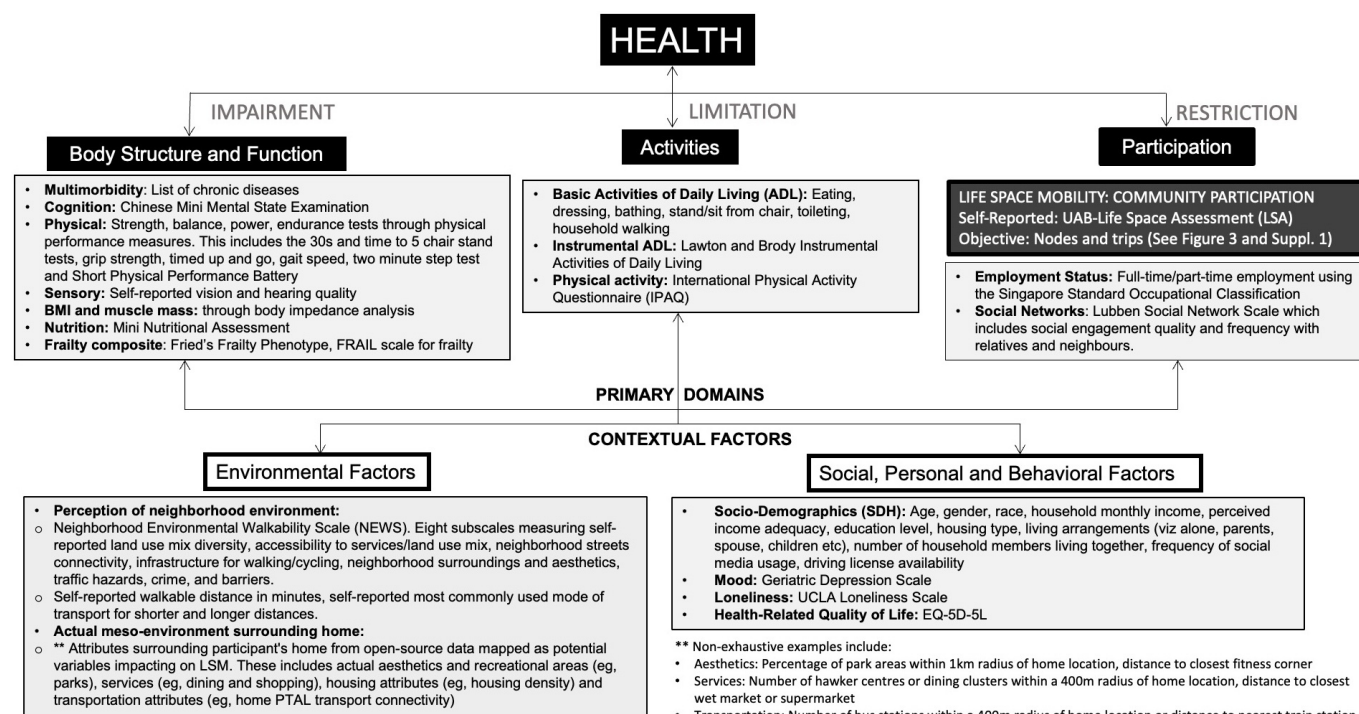 HEALTH
IMPAIRMENT
LIMITATION
RESTRICTION
Body Structure and Function
Activities
Participation
• Multimorbidity: List of chronic diseases
• Cognition: Chinese Mini Mental State Examination
• Physical: Strength, balance, power, endurance tests through physical
performance measures. This includes the 30s and time to 5 chair stand
tests, grip strength, timed up and go, gait speed, two minute step test
and Short Physical Performance Battery
• Sensory: Self-reported vision and hearing quality
• BMI and muscle mass: through body impedance analysis
• Nutrition: Mini Nutritional Assessment
• Frailty composite: Fried's Frailty Phenotype, FRAIL scale for frailty
• Basic Activities of Daily Living (ADL): Eating,
dressing, bathing, stand/sit from chair, toileting,
household walking
• Instrumental ADL: Lawton and Brody Instrumental
Activities of Daily Living
• Physical activity: International Physical Activity
Questionnaire (IPAQ)
LIFE SPACE MOBILITY: COMMUNITY PARTICIPATION
Self-Reported: UAB-Life Space Assessment (LSA)
Objective: Nodes and trips (See Figure 3 and Suppl. 1)
• Employment Status: Full-time/part-time employment using
the Singapore Standard Occupational Classification
• Social Networks: Lubben Social Network Scale which
includes social engagement quality and frequency with
relatives and neighbours.
PRIMARY DOMAINS
CONTEXTUAL FACTORS
Environmental Factors
Social, Personal and Behavioral Factors
• Perception of neighborhood environment:
o Neighborhood Environmental Walkability Scale (NEWS). Eight subscales measuring self-
reported land use mix diversity, accessibility to services/land use mix, neighborhood streets
connectivity, infrastructure for walking/cycling, neighborhood surroundings and aesthetics,
traffic hazards, crime, and barriers.
o Self-reported walkable distance in minutes, self-reported most commonly used mode of
transport for shorter and longer distances.
• Actual meso-environment surrounding home:
o ** Attributes surrounding participant's home from open-source data mapped as potential
variables impacting on LSM. These includes actual aesthetics and recreational areas (eg,
parks), services (eg, dining and shopping), housing attributes (eg, housing density) and
transportation attributes (eg, home PTAL transport connectivity)
• Socio-Demographics (SDH): Age, gender, race, household monthly income, perceived
income adequacy, education level, housing type, living arrangements (viz alone, parents,
spouse, children etc), number of household members living together, frequency of social
media usage, driving license availability
• Mood: Geriatric Depression Scale
• Loneliness: UCLA Loneliness Scale
• Health-Related Quality of Life: EQ-5D-5L
** Non-exhaustive examples include:
• Aesthetics: Percentage of park areas within 1km radius of home location, distance to closest fitness corner
• Services: Number of hawker centres or dining clusters within a 400m radius of home location, distance to closest
wet market or supermarket
• Transportation: Number of bus stations within a 400m radius of home location or distance to nearest train station